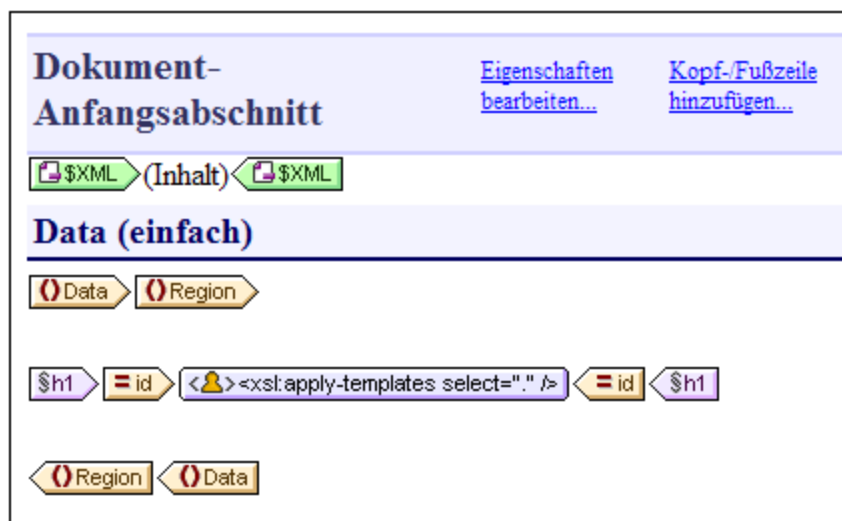 Dokument-
Anfangsabschnitt
Eigenschaften
bearbeiten...
Kopf-/Fußzeile
hinzufügen...
$XML (Inhalt) $XML
Data (einfach)
() Data () Region
§h1 = id <><xsl:apply-templates select="." /> = id §h1
() Region () Data